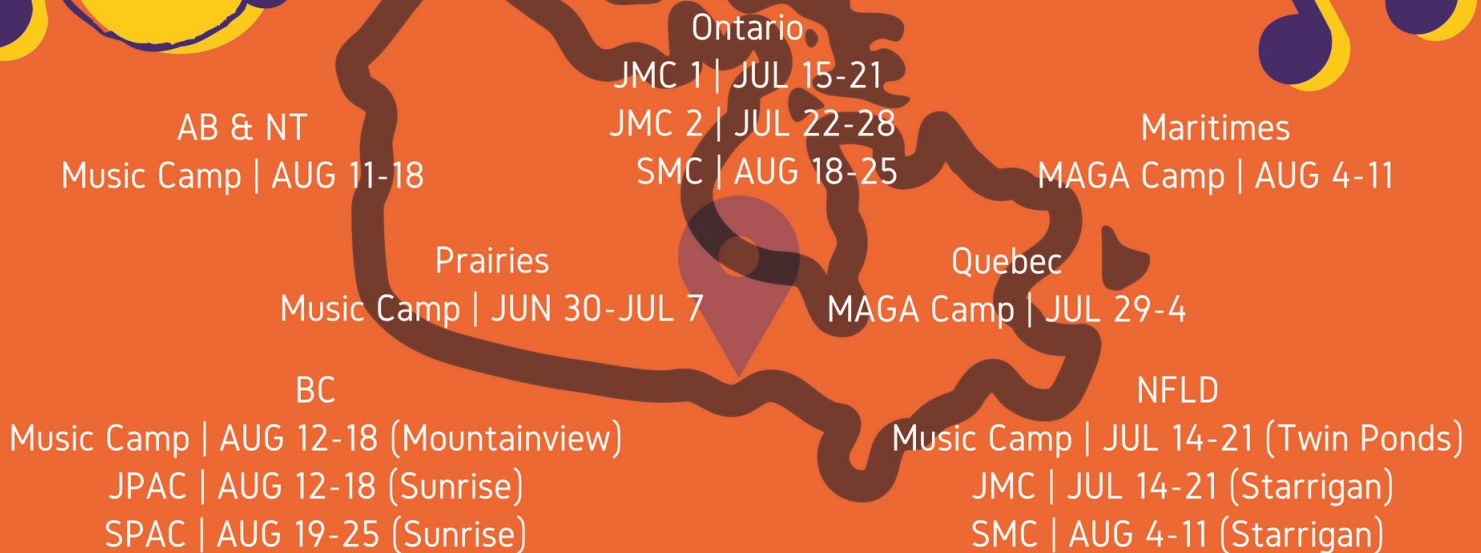 Ontario
JMC 1 | JUL 15-21
JMC 2 | JUL 22-28
SMC | AUG 18-25
AB & NT
Music Camp | AUG 11-18
Maritimes
MAGA Camp | AUG 4-11
Prairies
Music Camp | JUN 30-JUL 7
Quebec
MAGA Camp | JUL 29-4
BC
Music Camp | AUG 12-18 (Mountainview)
JPAC | AUG 12-18 (Sunrise)
SPAC | AUG 19-25 (Sunrise)
NFLD
Music Camp | JUL 14-21 (Twin Ponds)
JMC | JUL 14-21 (Starrigan)
SMC | AUG 4-11 (Starrigan)